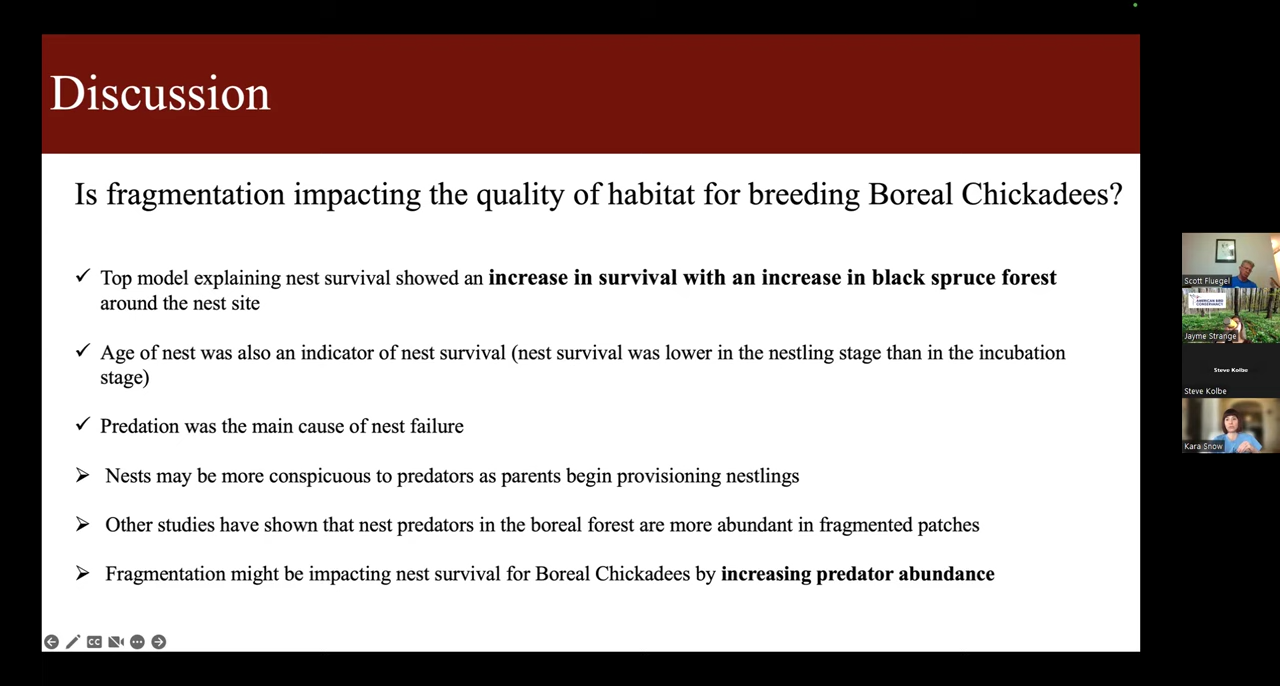 Discussion
Is fragmentation impacting the quality of habitat for breeding Boreal Chickadees?
✓ Top model explaining nest survival showed an increase in survival with an increase in black spruce forest
around the nest site
✓ Age of nest was also an indicator of nest survival (nest survival was lower in the nestling stage than in the incubation
stage)
✓ Predation was the main cause of nest failure
➢ Nests may be more conspicuous to predators as parents begin provisioning nestlings
➢ Other studies have shown that nest predators in the boreal forest are more abundant in fragmented patches
➢ Fragmentation might be impacting nest survival for Boreal Chickadees by increasing predator abundance
CC
Scott Fluegel
AMERICAN BIRD
CONSERVANCY
Jayme Strange
Steve Kolbe
Steve Kolbe
Kara Snow